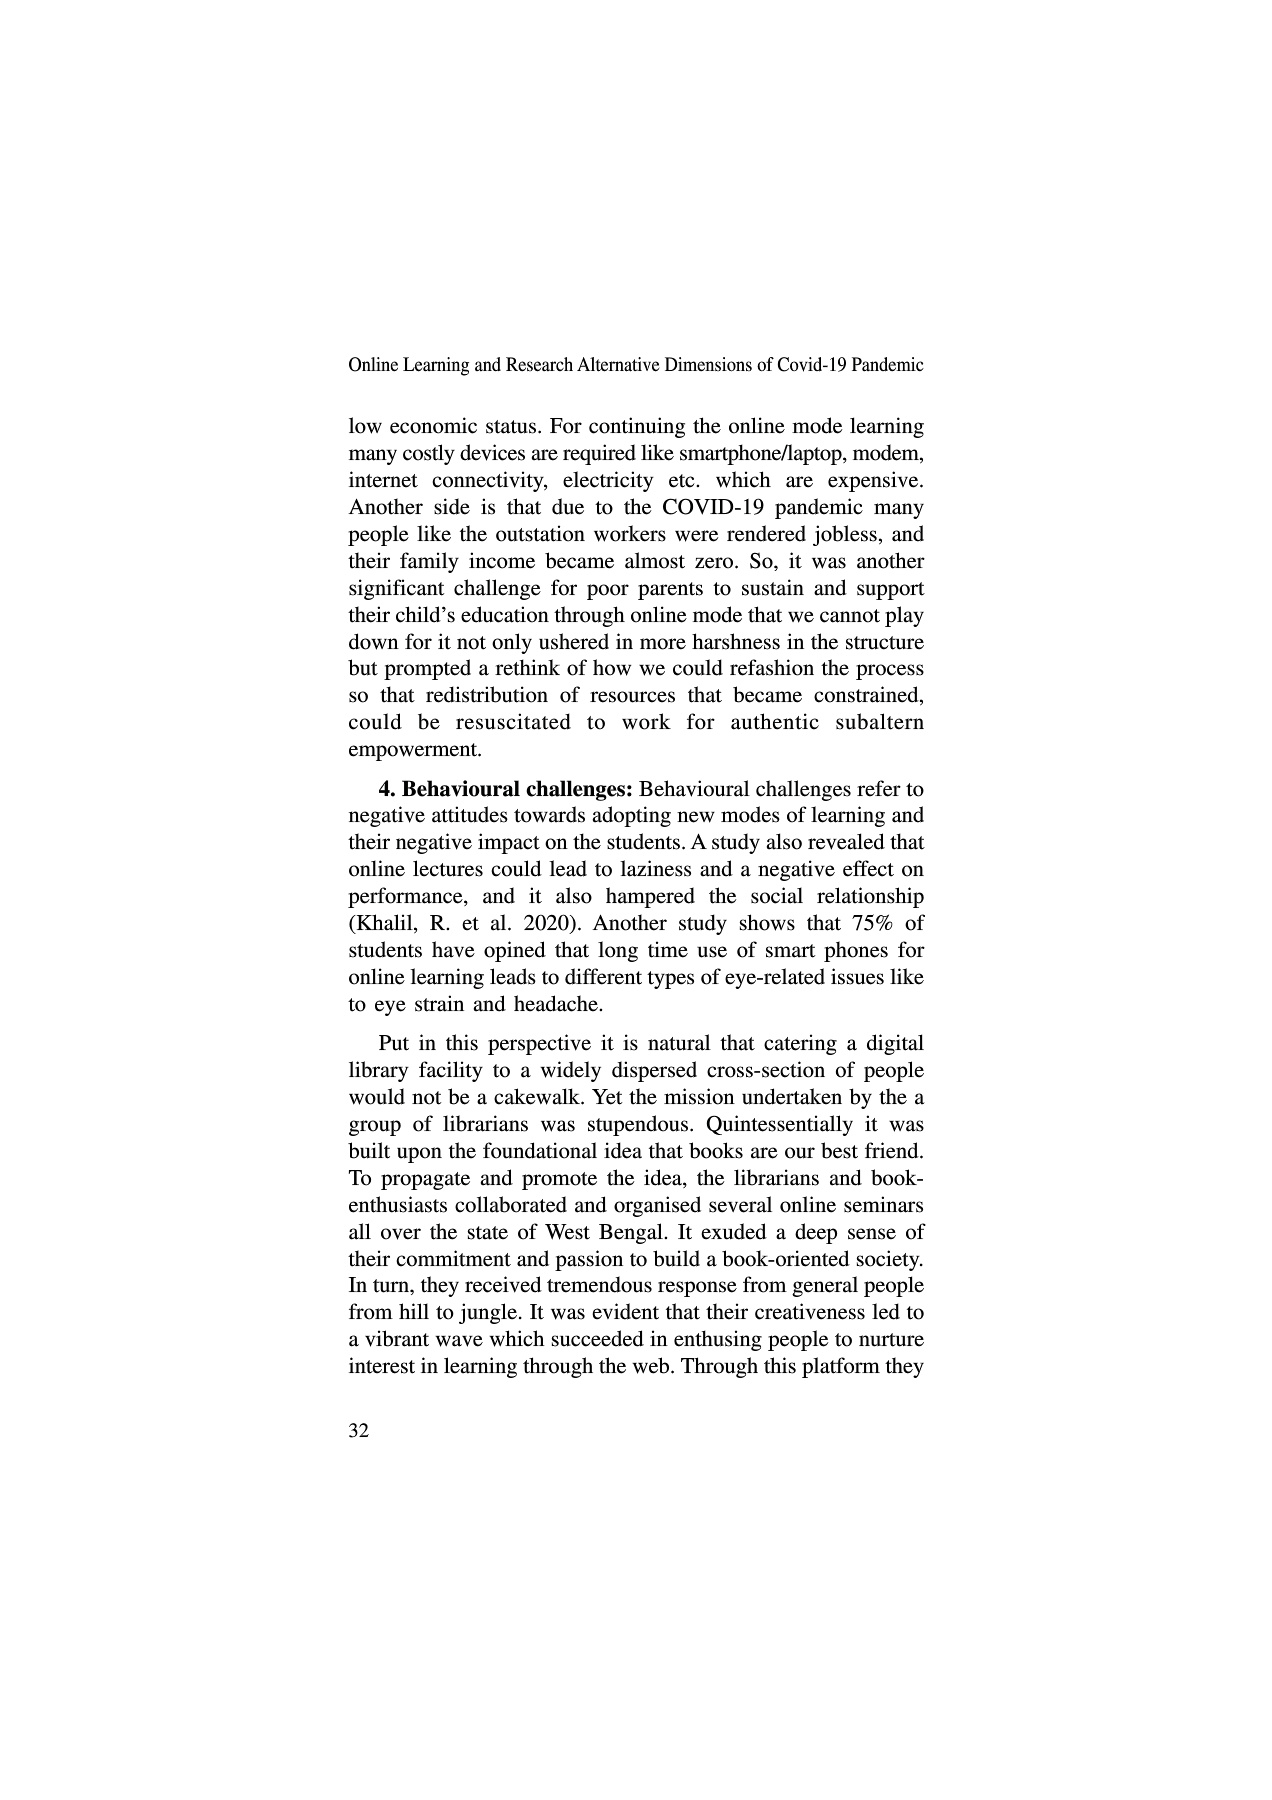 Online Learning and Research Alternative Dimensions of Covid-19 Pandemic
low economic status. For continuing the online mode learning
many costly devices are required like smartphone/laptop, modem,
internet connectivity, electricity etc. which are expensive.
Another side is that due to the COVID-19 pandemic many
people like the outstation workers were rendered jobless, and
their family income became almost zero. So, it was another
significant challenge for poor parents to sustain and support
their child’s education through online mode that we cannot play
down for it not only ushered in more harshness in the structure
but prompted a rethink of how we could refashion the process
so that redistribution of resources that became constrained,
could be resuscitated to work for authentic subaltern
empowerment.
4. Behavioural challenges: Behavioural challenges refer to
negative attitudes towards adopting new modes of learning and
their negative impact on the students. A study also revealed that
online lectures could lead to laziness and a negative effect on
performance, and it also hampered the social relationship
(Khalil, R. et al. 2020). Another study shows that 75% of
students have opined that long time use of smart phones for
online learning leads to different types of eye-related issues like
to eye strain and headache.
Put in this perspective it is natural that catering a digital
library facility to a widely dispersed cross-section of people
would not be a cakewalk. Yet the mission undertaken by the a
group of librarians was stupendous. Quintessentially it was
built upon the foundational idea that books are our best friend.
To propagate and promote the idea, the librarians and book-
enthusiasts collaborated and organised several online seminars
all over the state of West Bengal. It exuded a deep sense of
their commitment and passion to build a book-oriented society.
In turn, they received tremendous response from general people
from hill to jungle. It was evident that their creativeness led to
a vibrant wave which succeeded in enthusing people to nurture
interest in learning through the web. Through this platform they
32